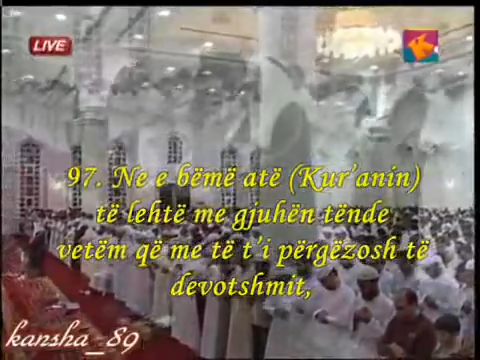 LIVE
97. Ne e bëmë atë (Kur'anin)
të lehtë me gjuhën tënde
vetëm që me të t'i përgëzosh të
devotshmit,
kansha_89